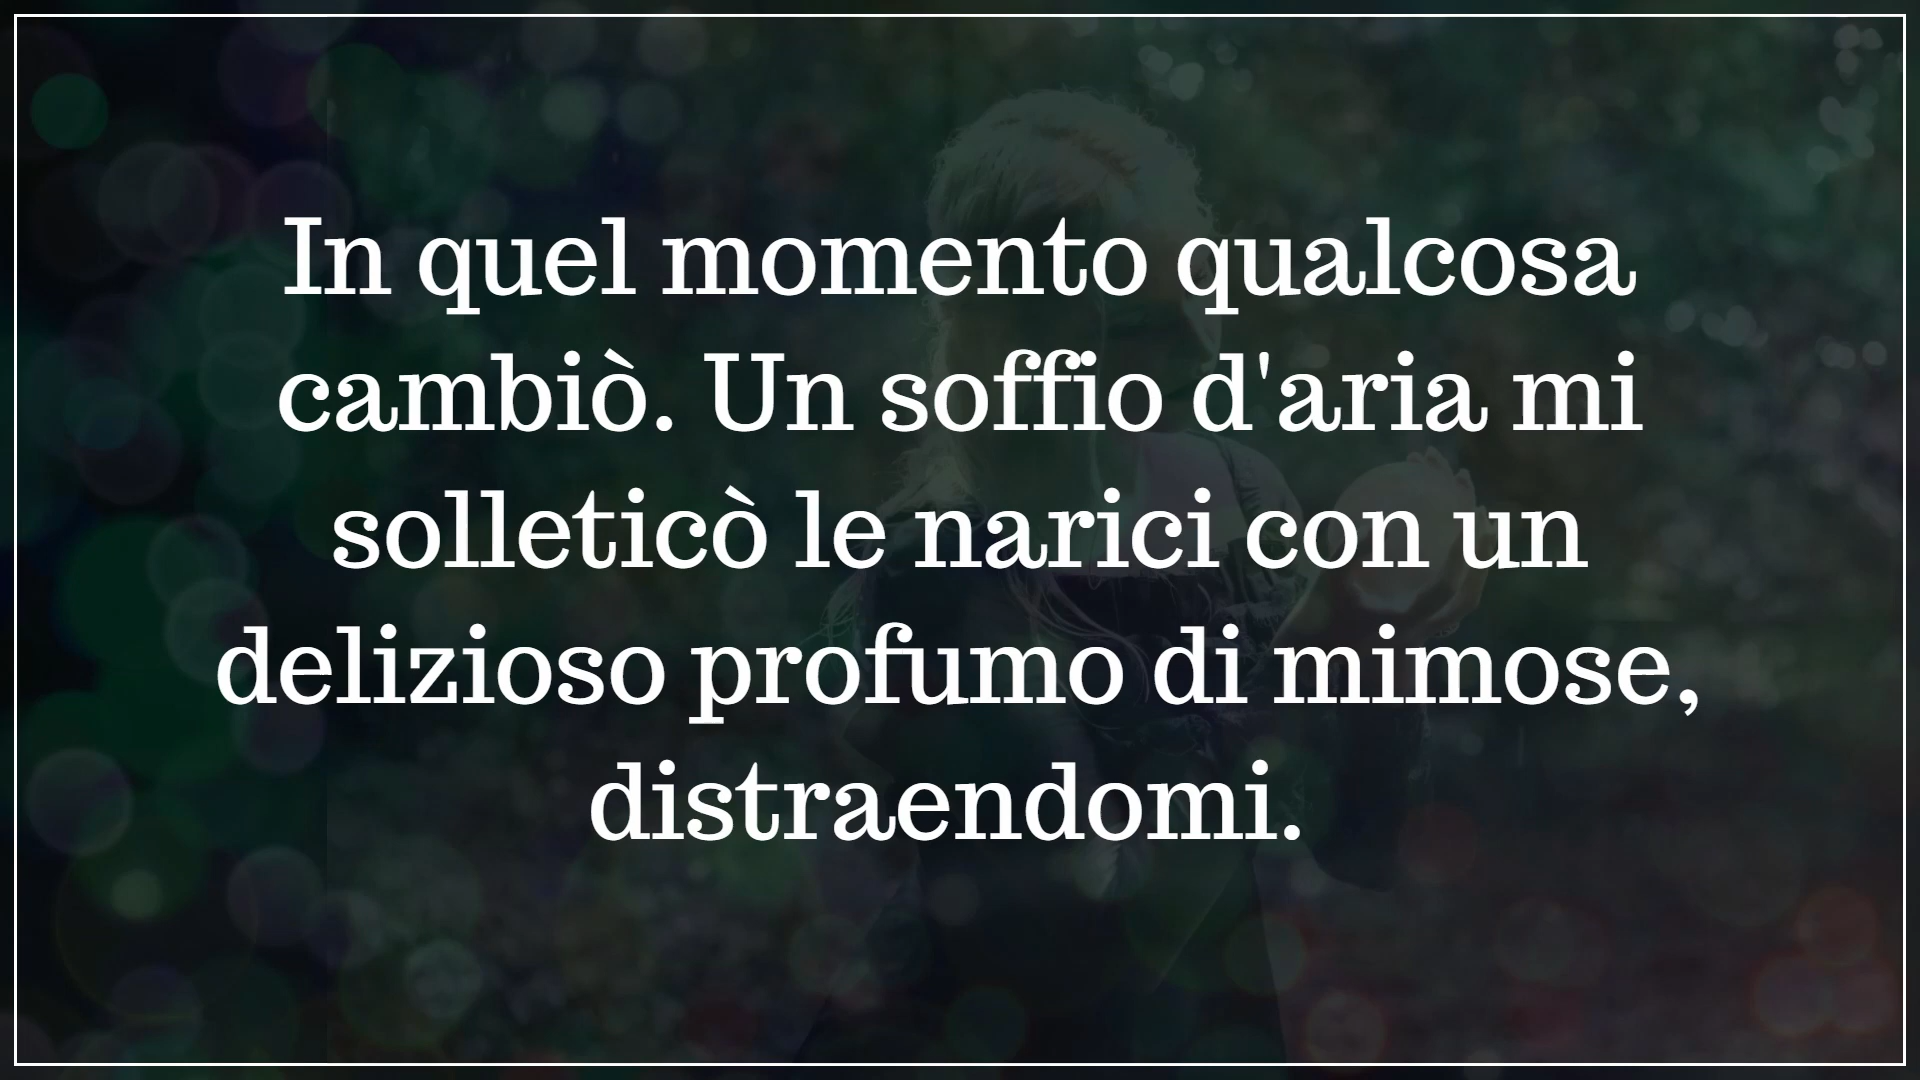 In quel momento qualcosa
cambiò. Un soffio d'aria mi
solleticò le narici con un
delizioso profumo di mimose,
distraendomi.